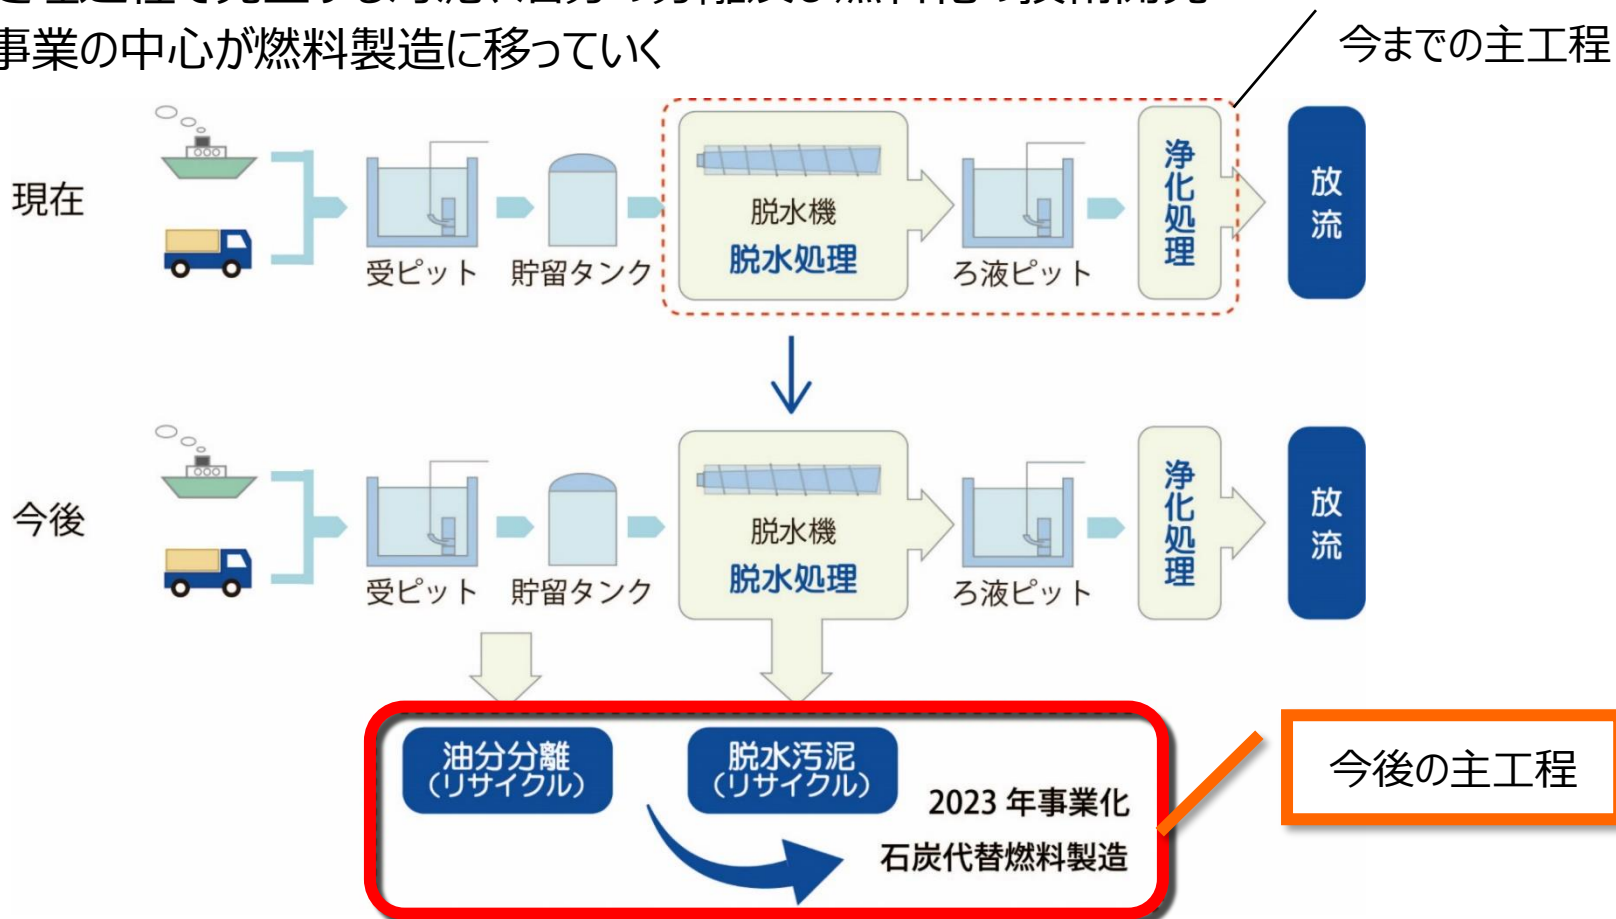 事業の中心が燃料製造に移っていく
今までの主工程
現在
受ピット
貯留タンク
脱水機
脱水処理
ろ液ピット
浄化処理
放流
今後
受ピット
貯留タンク
脱水機
脱水処理
ろ液ピット
浄化処理
放流
油分分離
(リサイクル)
脱水汚泥
(リサイクル)
2023 年事業化
石炭代替燃料製造
今後の主工程